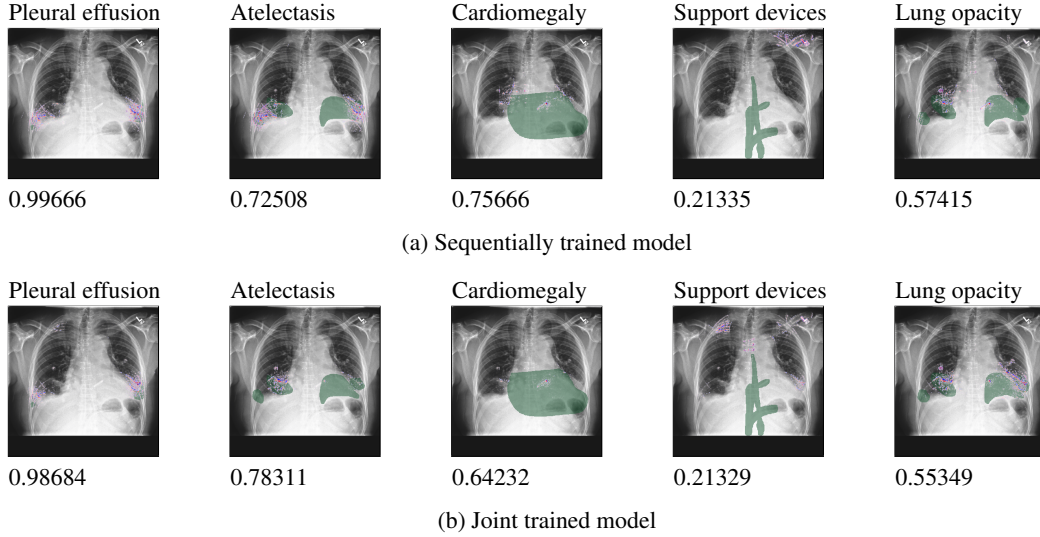 Pleural effusion Atelectasis Cardiomegaly Support devices Lung opacity
0.99666 0.72508 0.75666 0.21335 0.57415
(a) Sequentially trained model
Pleural effusion Atelectasis Cardiomegaly Support devices Lung opacity
0.98684 0.78311 0.64232 0.21329 0.55349
(b) Joint trained model